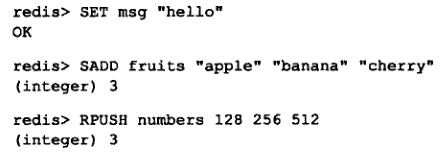 redis> SET msg "hello"
OK
redis> SADD fruits "apple" "banana" "cherry"
(integer) 3
redis> RPUSH numbers 128 256 512
(integer) 3